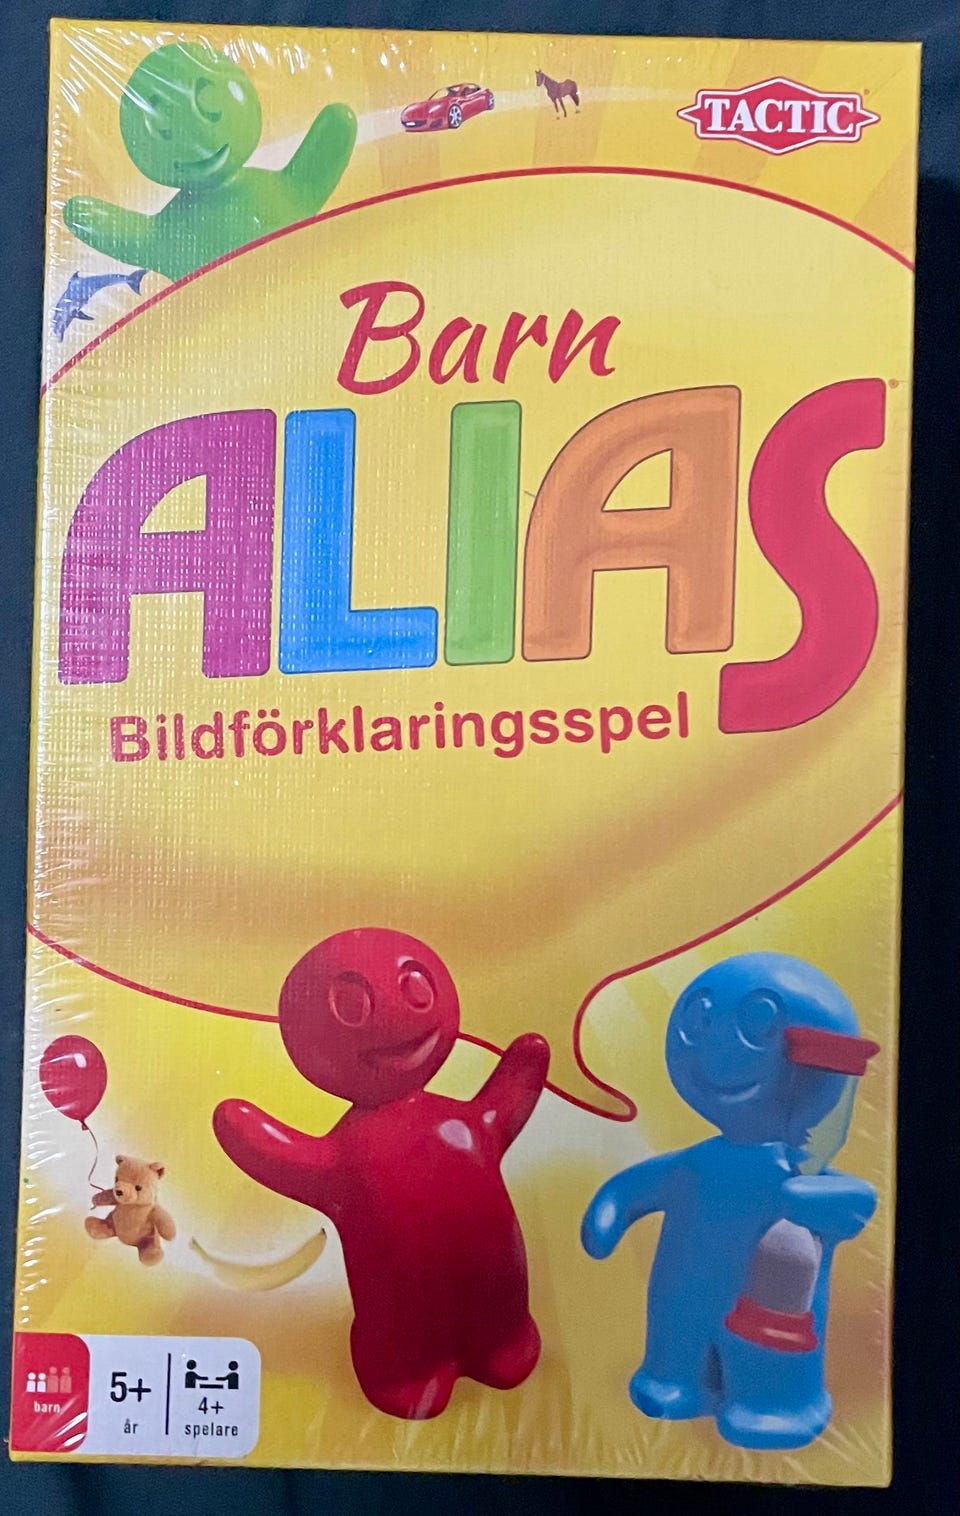 TACTIC
Barn
ALIAS
Bildförklaringsspel
barn
5+
år
4+
spelare